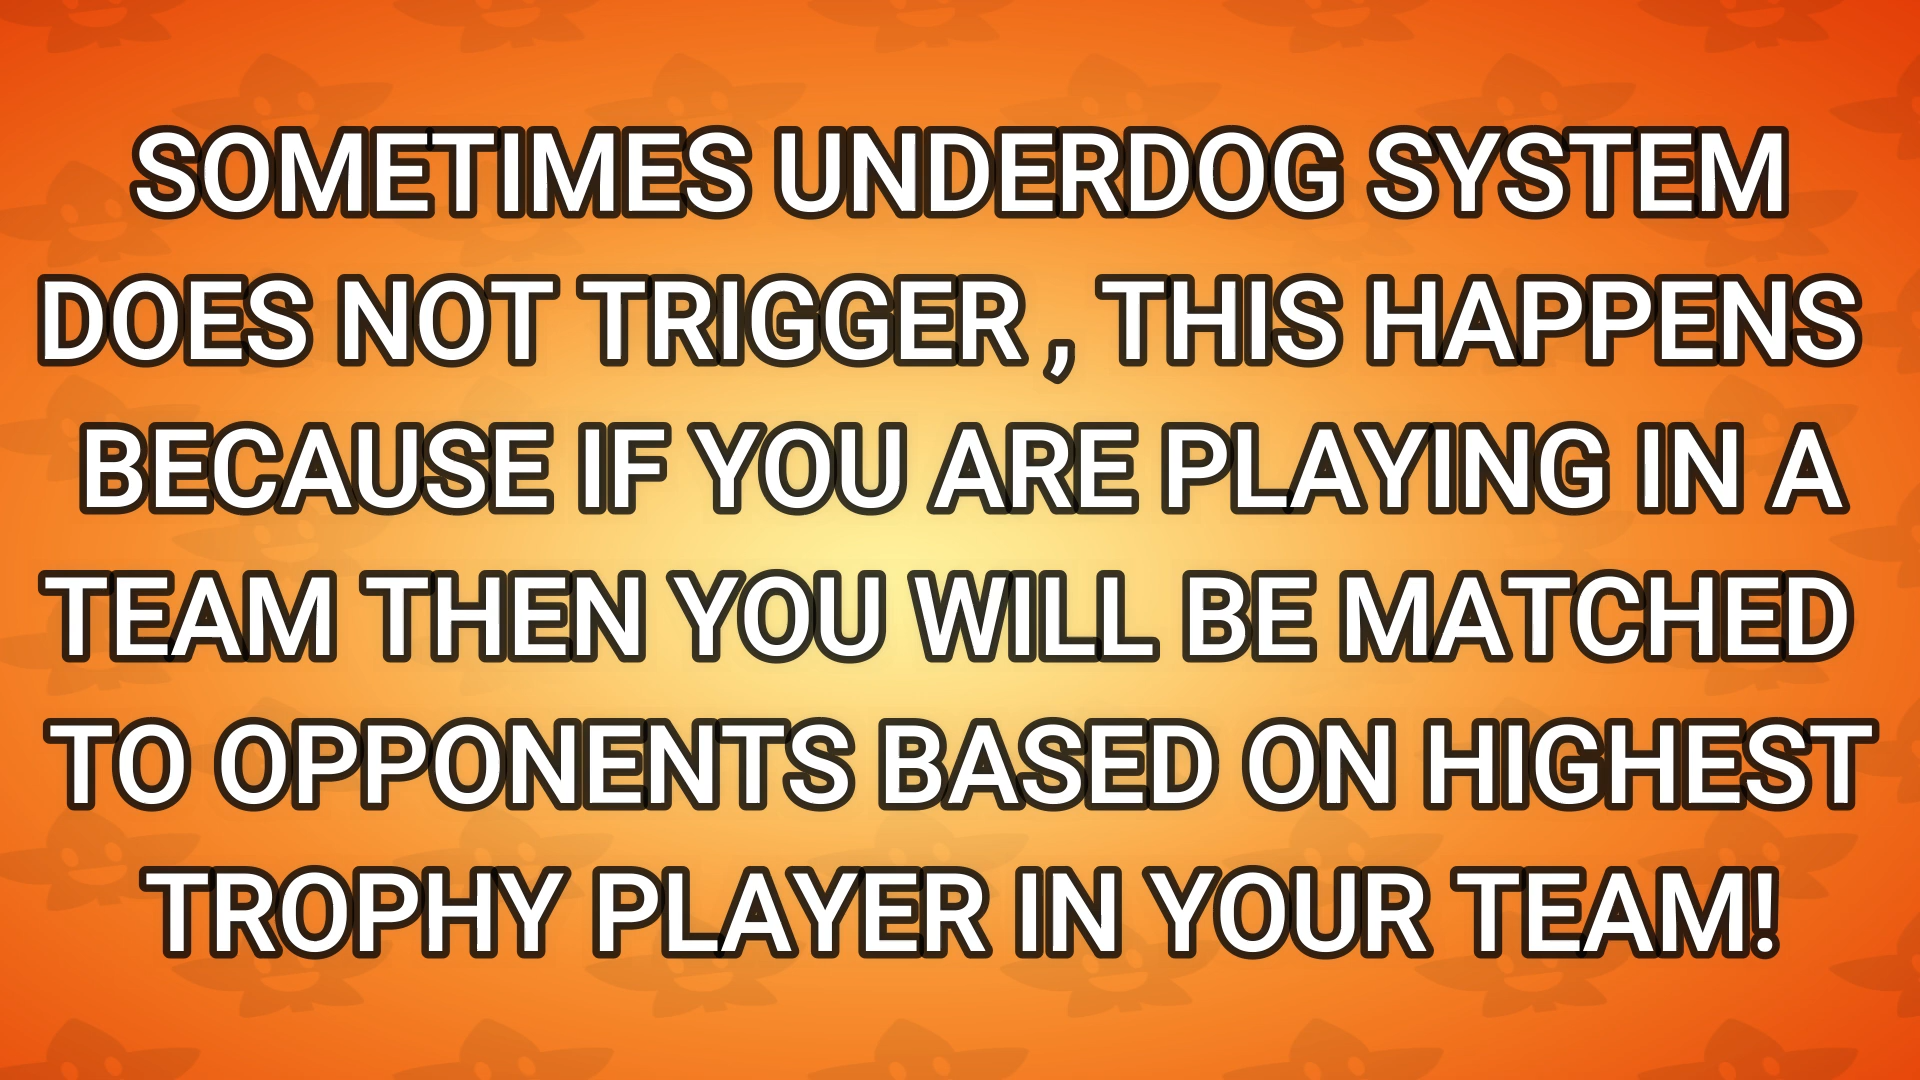 SOMETIMES UNDERDOG SYSTEM
DOES NOT TRIGGER , THIS HAPPENS
BECAUSE IF YOU ARE PLAYING IN A
TEAM THEN YOU WILL BE MATCHED
TO OPPONENTS BASED ON HIGHEST
TROPHY PLAYER IN YOUR TEAM!